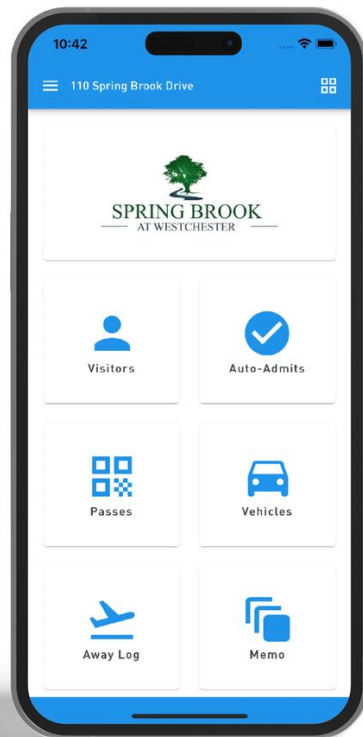 10:42
110 Spring Brook Drive
SPRING BROOK
AT WESTCHESTER
Visitors
Auto-Admits
Passes
Vehicles
Away Log
Memo